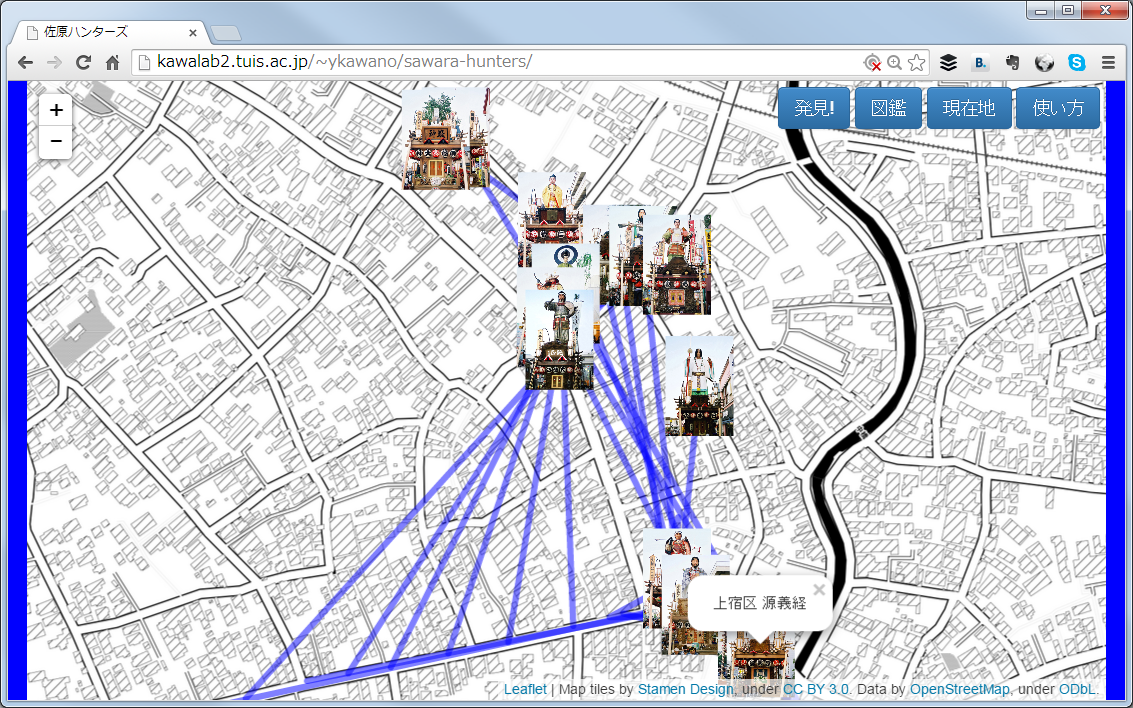 佐原ハンターズ
kawalab2.tuis.ac.jp/~ykawano/sawara-hunters/
B.
+
−
発見!
図鑑
現在地
使い方
上宿区 源義経
Leaflet | Map tiles by Stamen Design, under CC BY 3.0. Data by OpenStreetMap, under ODbL.